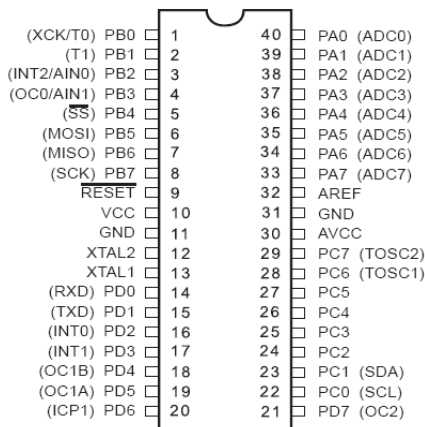 (XCK/T0) PB0 1 40 PA0 (ADC0)
(T1) PB1 2 39 PA1 (ADC1)
(INT2/AIN0) PB2 3 38 PA2 (ADC2)
(OC0/AIN1) PB3 4 37 PA3 (ADC3)
(SS) PB4 5 36 PA4 (ADC4)
(MOSI) PB5 6 35 PA5 (ADC5)
(MISO) PB6 7 34 PA6 (ADC6)
(SCK) PB7 8 33 PA7 (ADC7)
RESET 9 32 AREF
VCC 10 31 GND
GND 11 30 AVCC
XTAL2 12 29 PC7 (TOSC2)
XTAL1 13 28 PC6 (TOSC1)
(RXD) PD0 14 27 PC5
(TXD) PD1 15 26 PC4
(INT0) PD2 16 25 PC3
(INT1) PD3 17 24 PC2
(OC1B) PD4 18 23 PC1 (SDA)
(OC1A) PD5 19 22 PC0 (SCL)
(ICP1) PD6 20 21 PD7 (OC2)